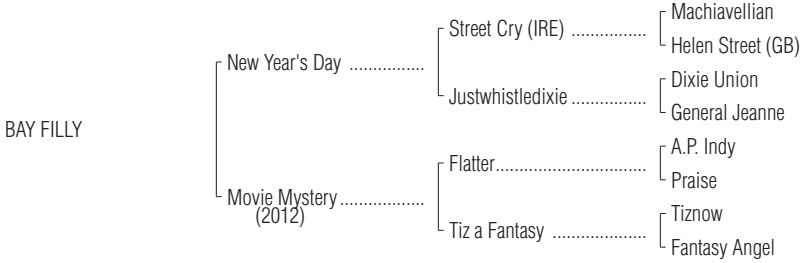 Machiavellian
Street Cry (IRE) ................
Helen Street (GB)
New Year's Day ................
Dixie Union
Justwhistledixie ................
General Jeanne
BAY FILLY
A.P. Indy
Flatter................................
Praise
Movie Mystery ..................
(2012)
Tiznow
Tiz a Fantasy ....................
Fantasy Angel